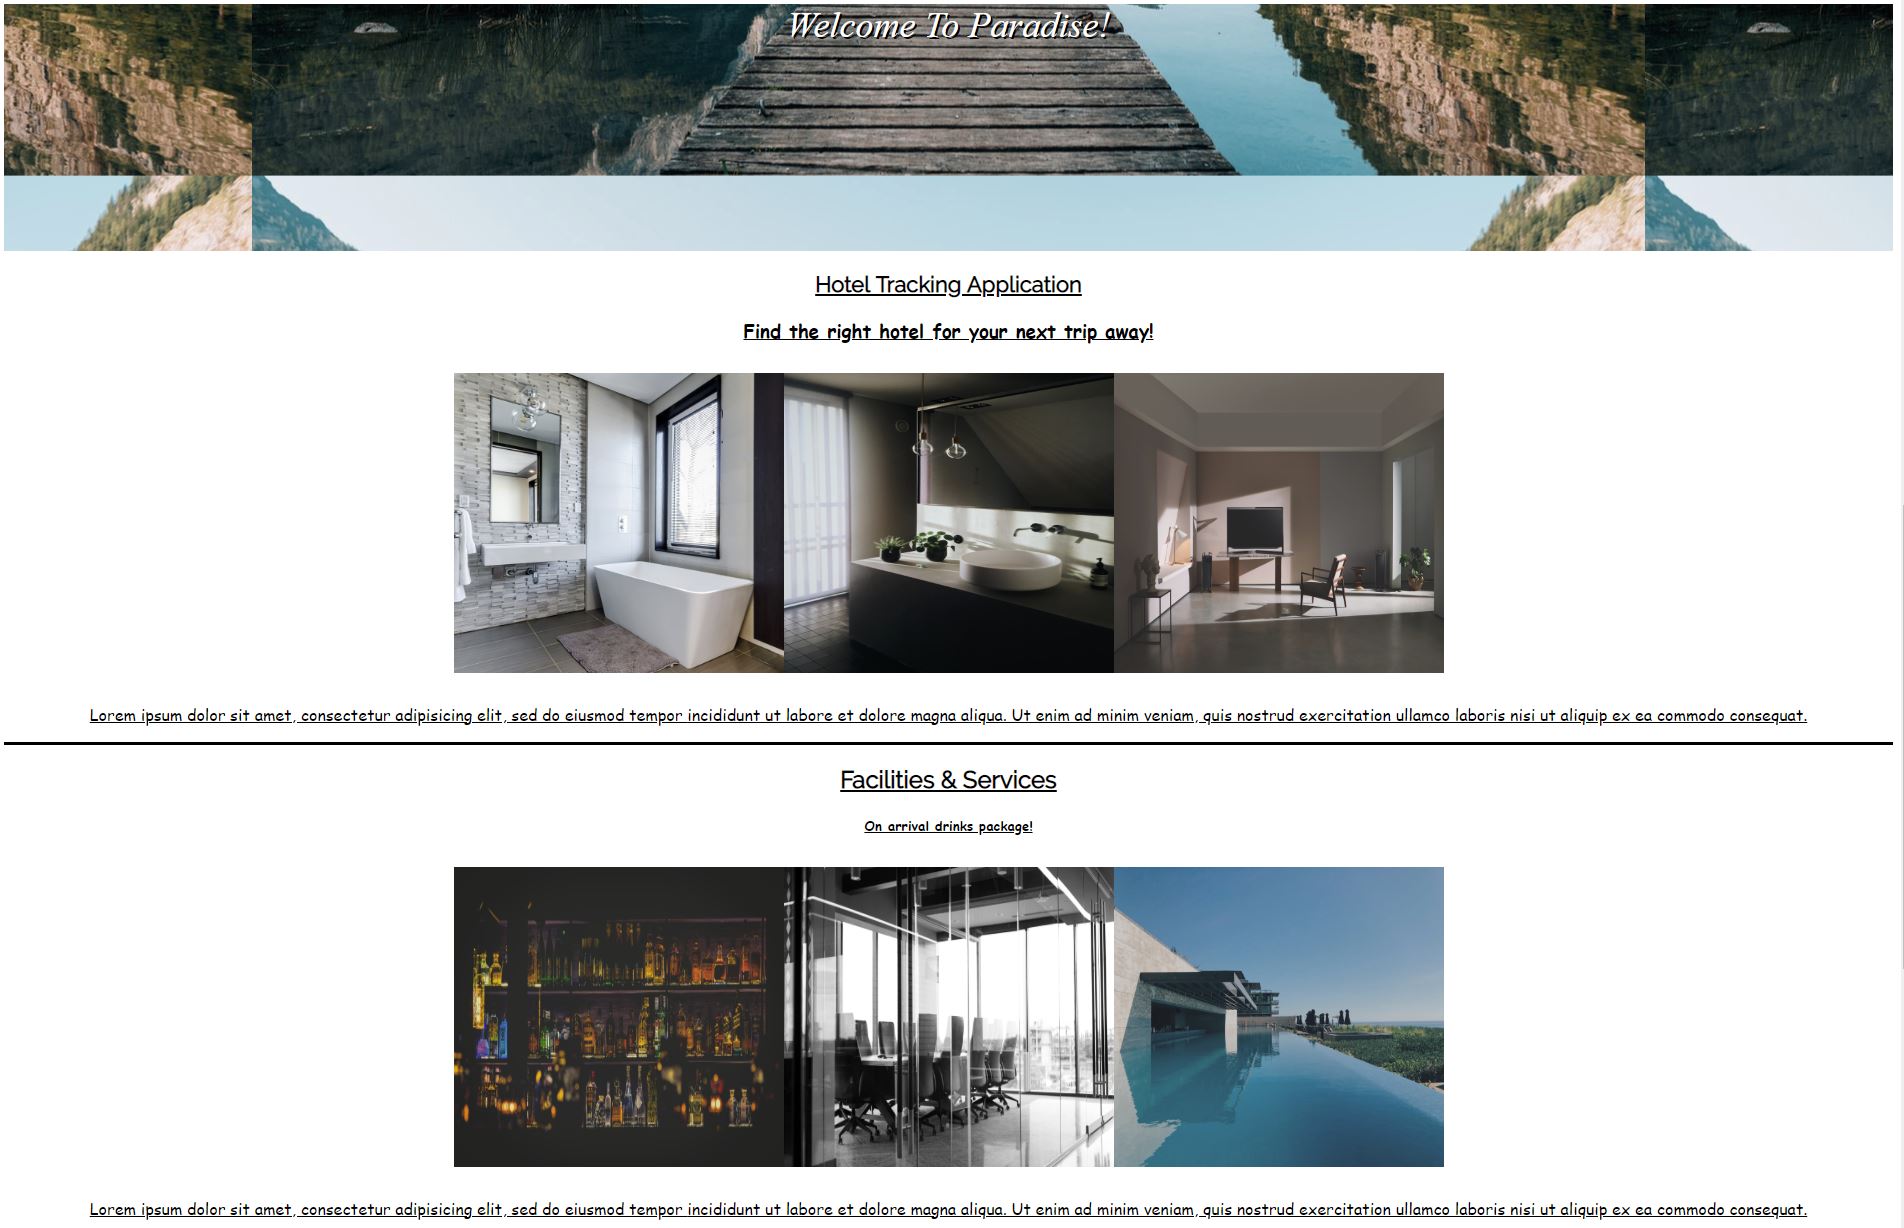 Welcome To Paradise!
Hotel Tracking Application
Find the right hotel for your next trip away!
Lorem ipsum dolor sit amet, consectetur adipisicing elit, sed do eiusmod tempor incididunt ut labore et dolore magna aliqua. Ut enim ad minim veniam, quis nostrud exercitation ullamco laboris nisi ut aliquip ex ea commodo consequat.
Facilities & Services
On arrival drinks package!
Lorem ipsum dolor sit amet, consectetur adipisicing elit, sed do eiusmod tempor incididunt ut labore et dolore magna aliqua. Ut enim ad minim veniam, quis nostrud exercitation ullamco laboris nisi ut aliquip ex ea commodo consequat.